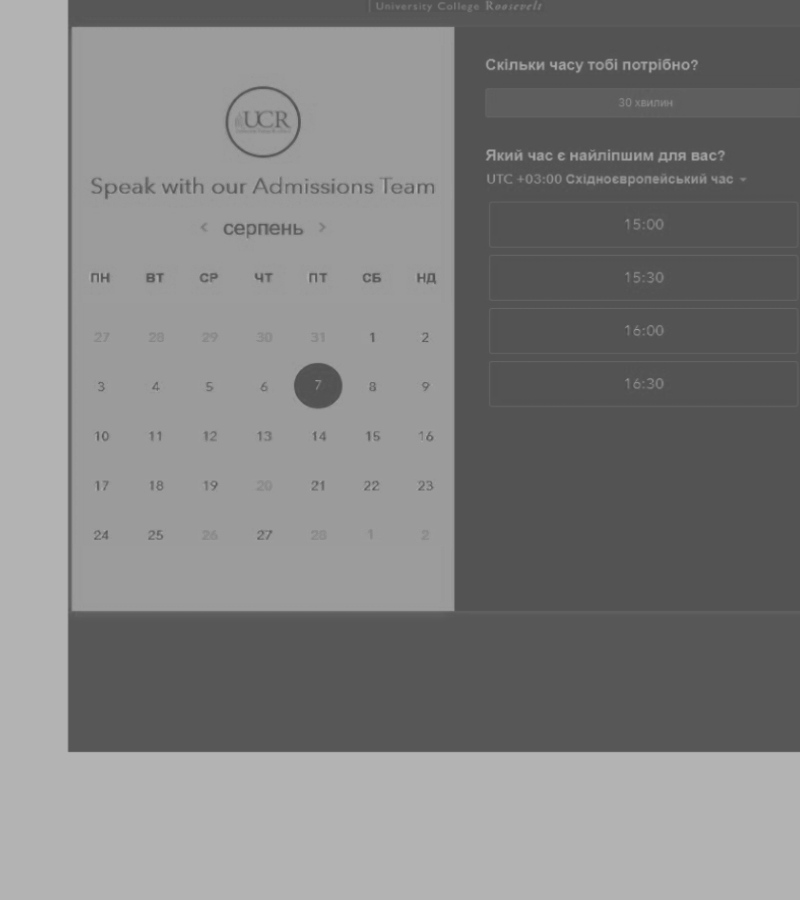 University College Roosevelt
UCR
Speak with our Admissions Team
серпень
ПН ВТ СР ЧТ ПТ СБ НД
27 28 29 30 31 1 2
3 4 5 6 7 8 9
10 11 12 13 14 15 16
17 18 19 20 21 22 23
24 25 26 27 28 1 2
Скільки часу тобі потрібно?
30 хвилин
Який час є найліпшим для вас?
UTC +03:00 Східноєвропейський час
15:00
15:30
16:00
16:30